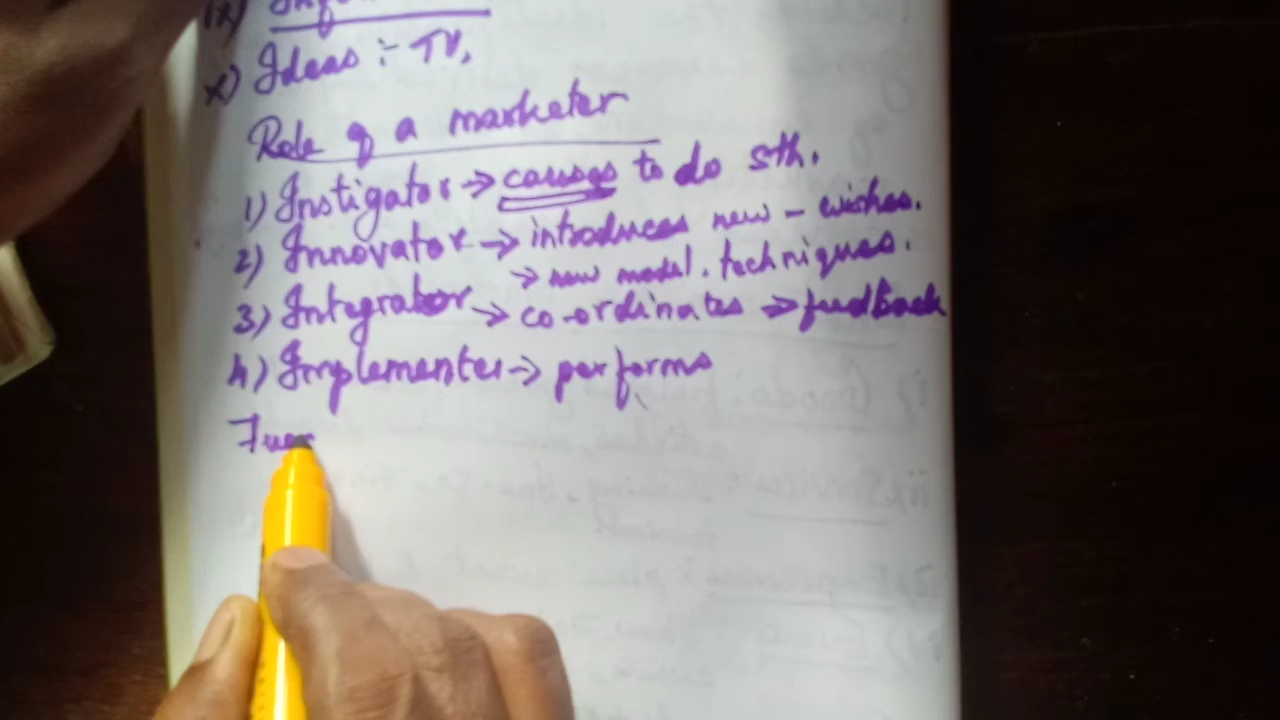 ix)
x) Ideas :- TV,
Role of a marketer
1) Instigator → causes to do sth.
2) Innovator → introduces new - wishes.
→ new model. techniques.
3) Integrator → co-ordinates → feedback
4) Implementer → performs